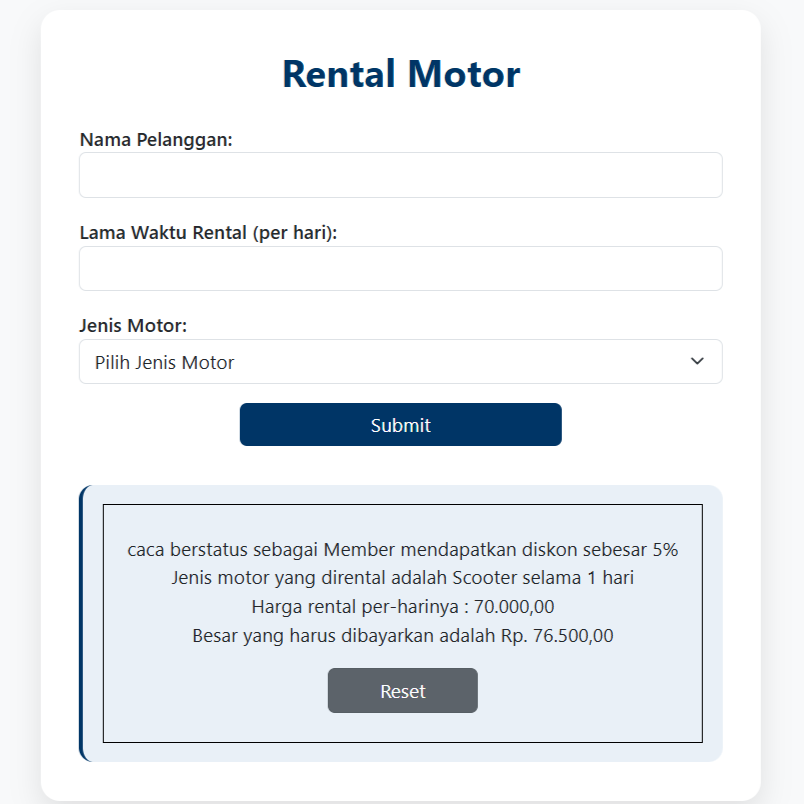 Rental Motor
Nama Pelanggan:
Lama Waktu Rental (per hari):
Jenis Motor:
Pilih Jenis Motor
Submit
caca berstatus sebagai Member mendapatkan diskon sebesar 5%
Jenis motor yang dirental adalah Scooter selama 1 hari
Harga rental per-harinya : 70.000,00
Besar yang harus dibayarkan adalah Rp. 76.500,00
Reset